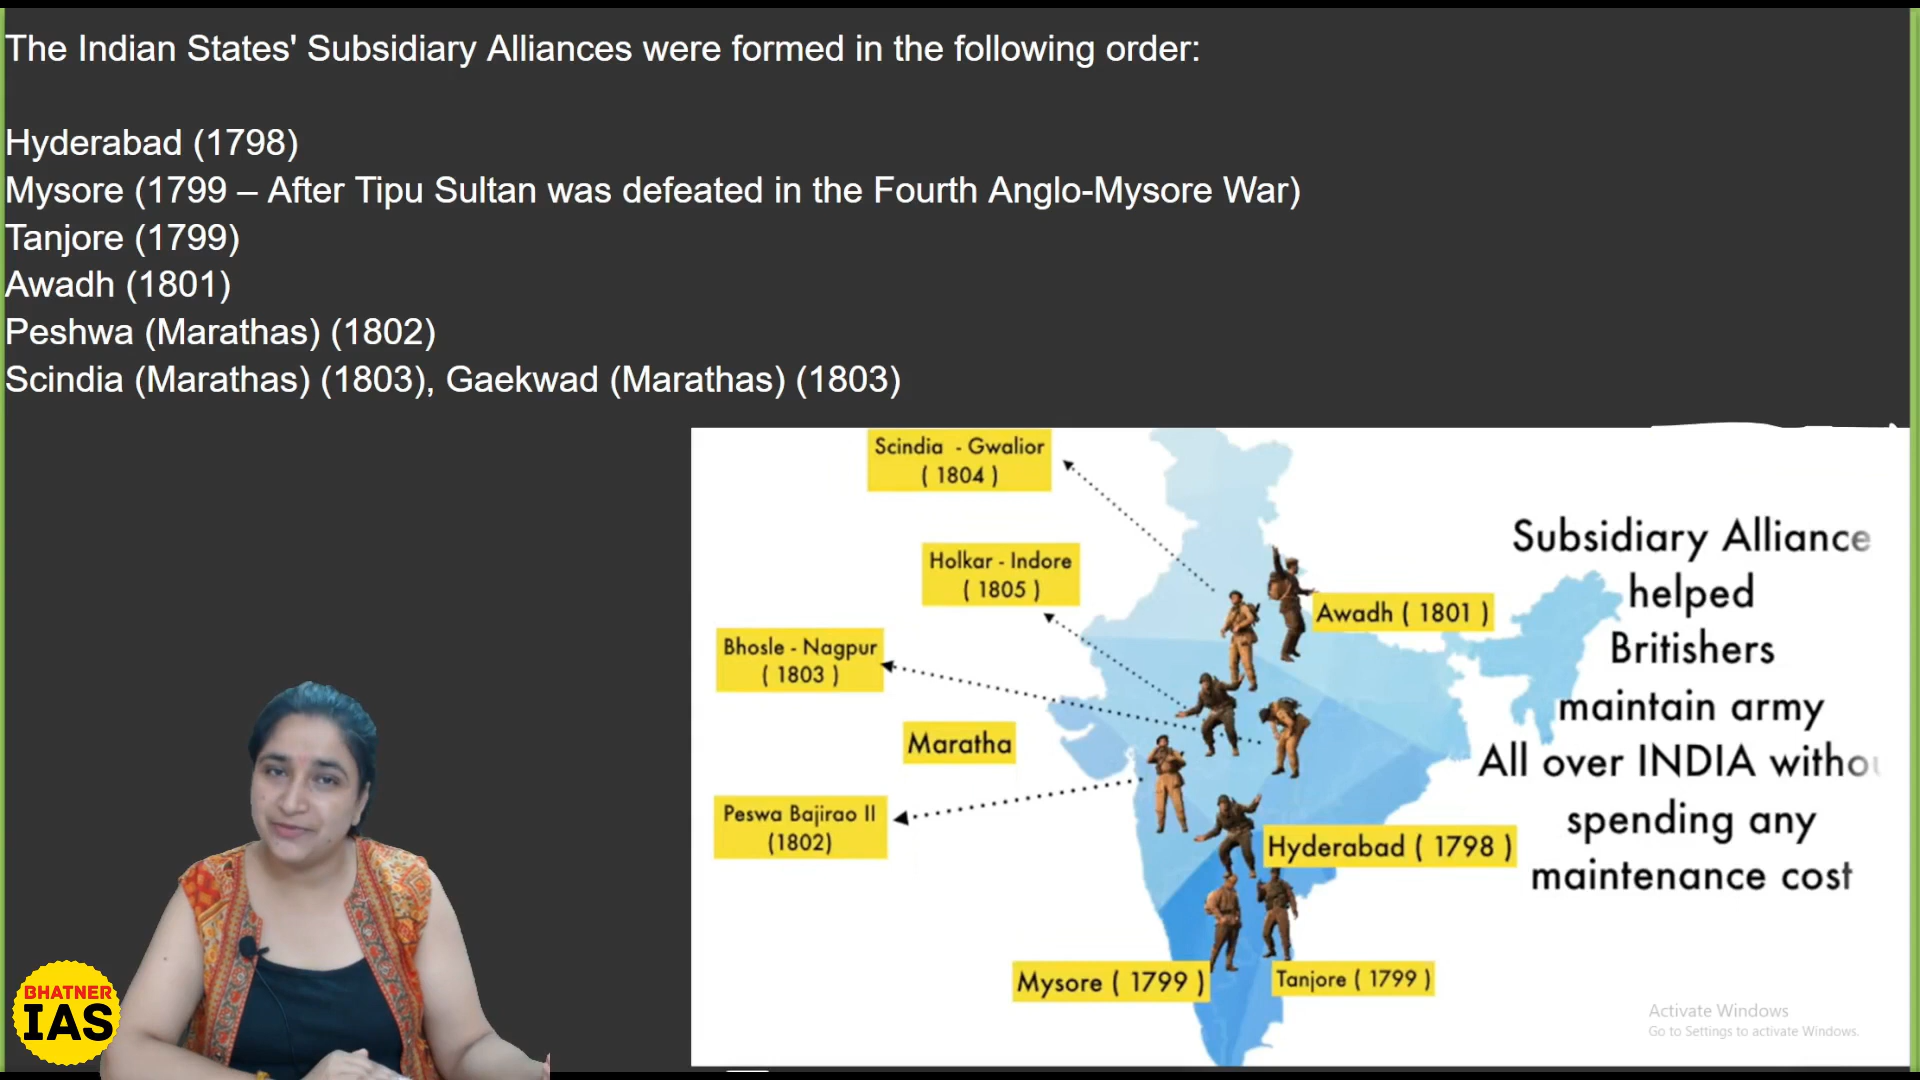 The Indian States' Subsidiary Alliances were formed in the following order:
Hyderabad (1798)
Mysore (1799 – After Tipu Sultan was defeated in the Fourth Anglo-Mysore War)
Tanjore (1799)
Awadh (1801)
Peshwa (Marathas) (1802)
Scindia (Marathas) (1803), Gaekwad (Marathas) (1803)
Scindia - Gwalior
( 1804 )
Holkar - Indore
( 1805 )
Bhosle - Nagpur
( 1803 )
Maratha
Peswa Bajirao II
(1802)
Awadh ( 1801 )
Hyderabad ( 1798 )
Mysore ( 1799 )
Tanjore ( 1799 )
Subsidiary Alliance
helped
Britishers
maintain army
All over INDIA withou
spending any
maintenance cost
BHATNER
IAS
Activate Windows
Go to Settings to activate Windows.